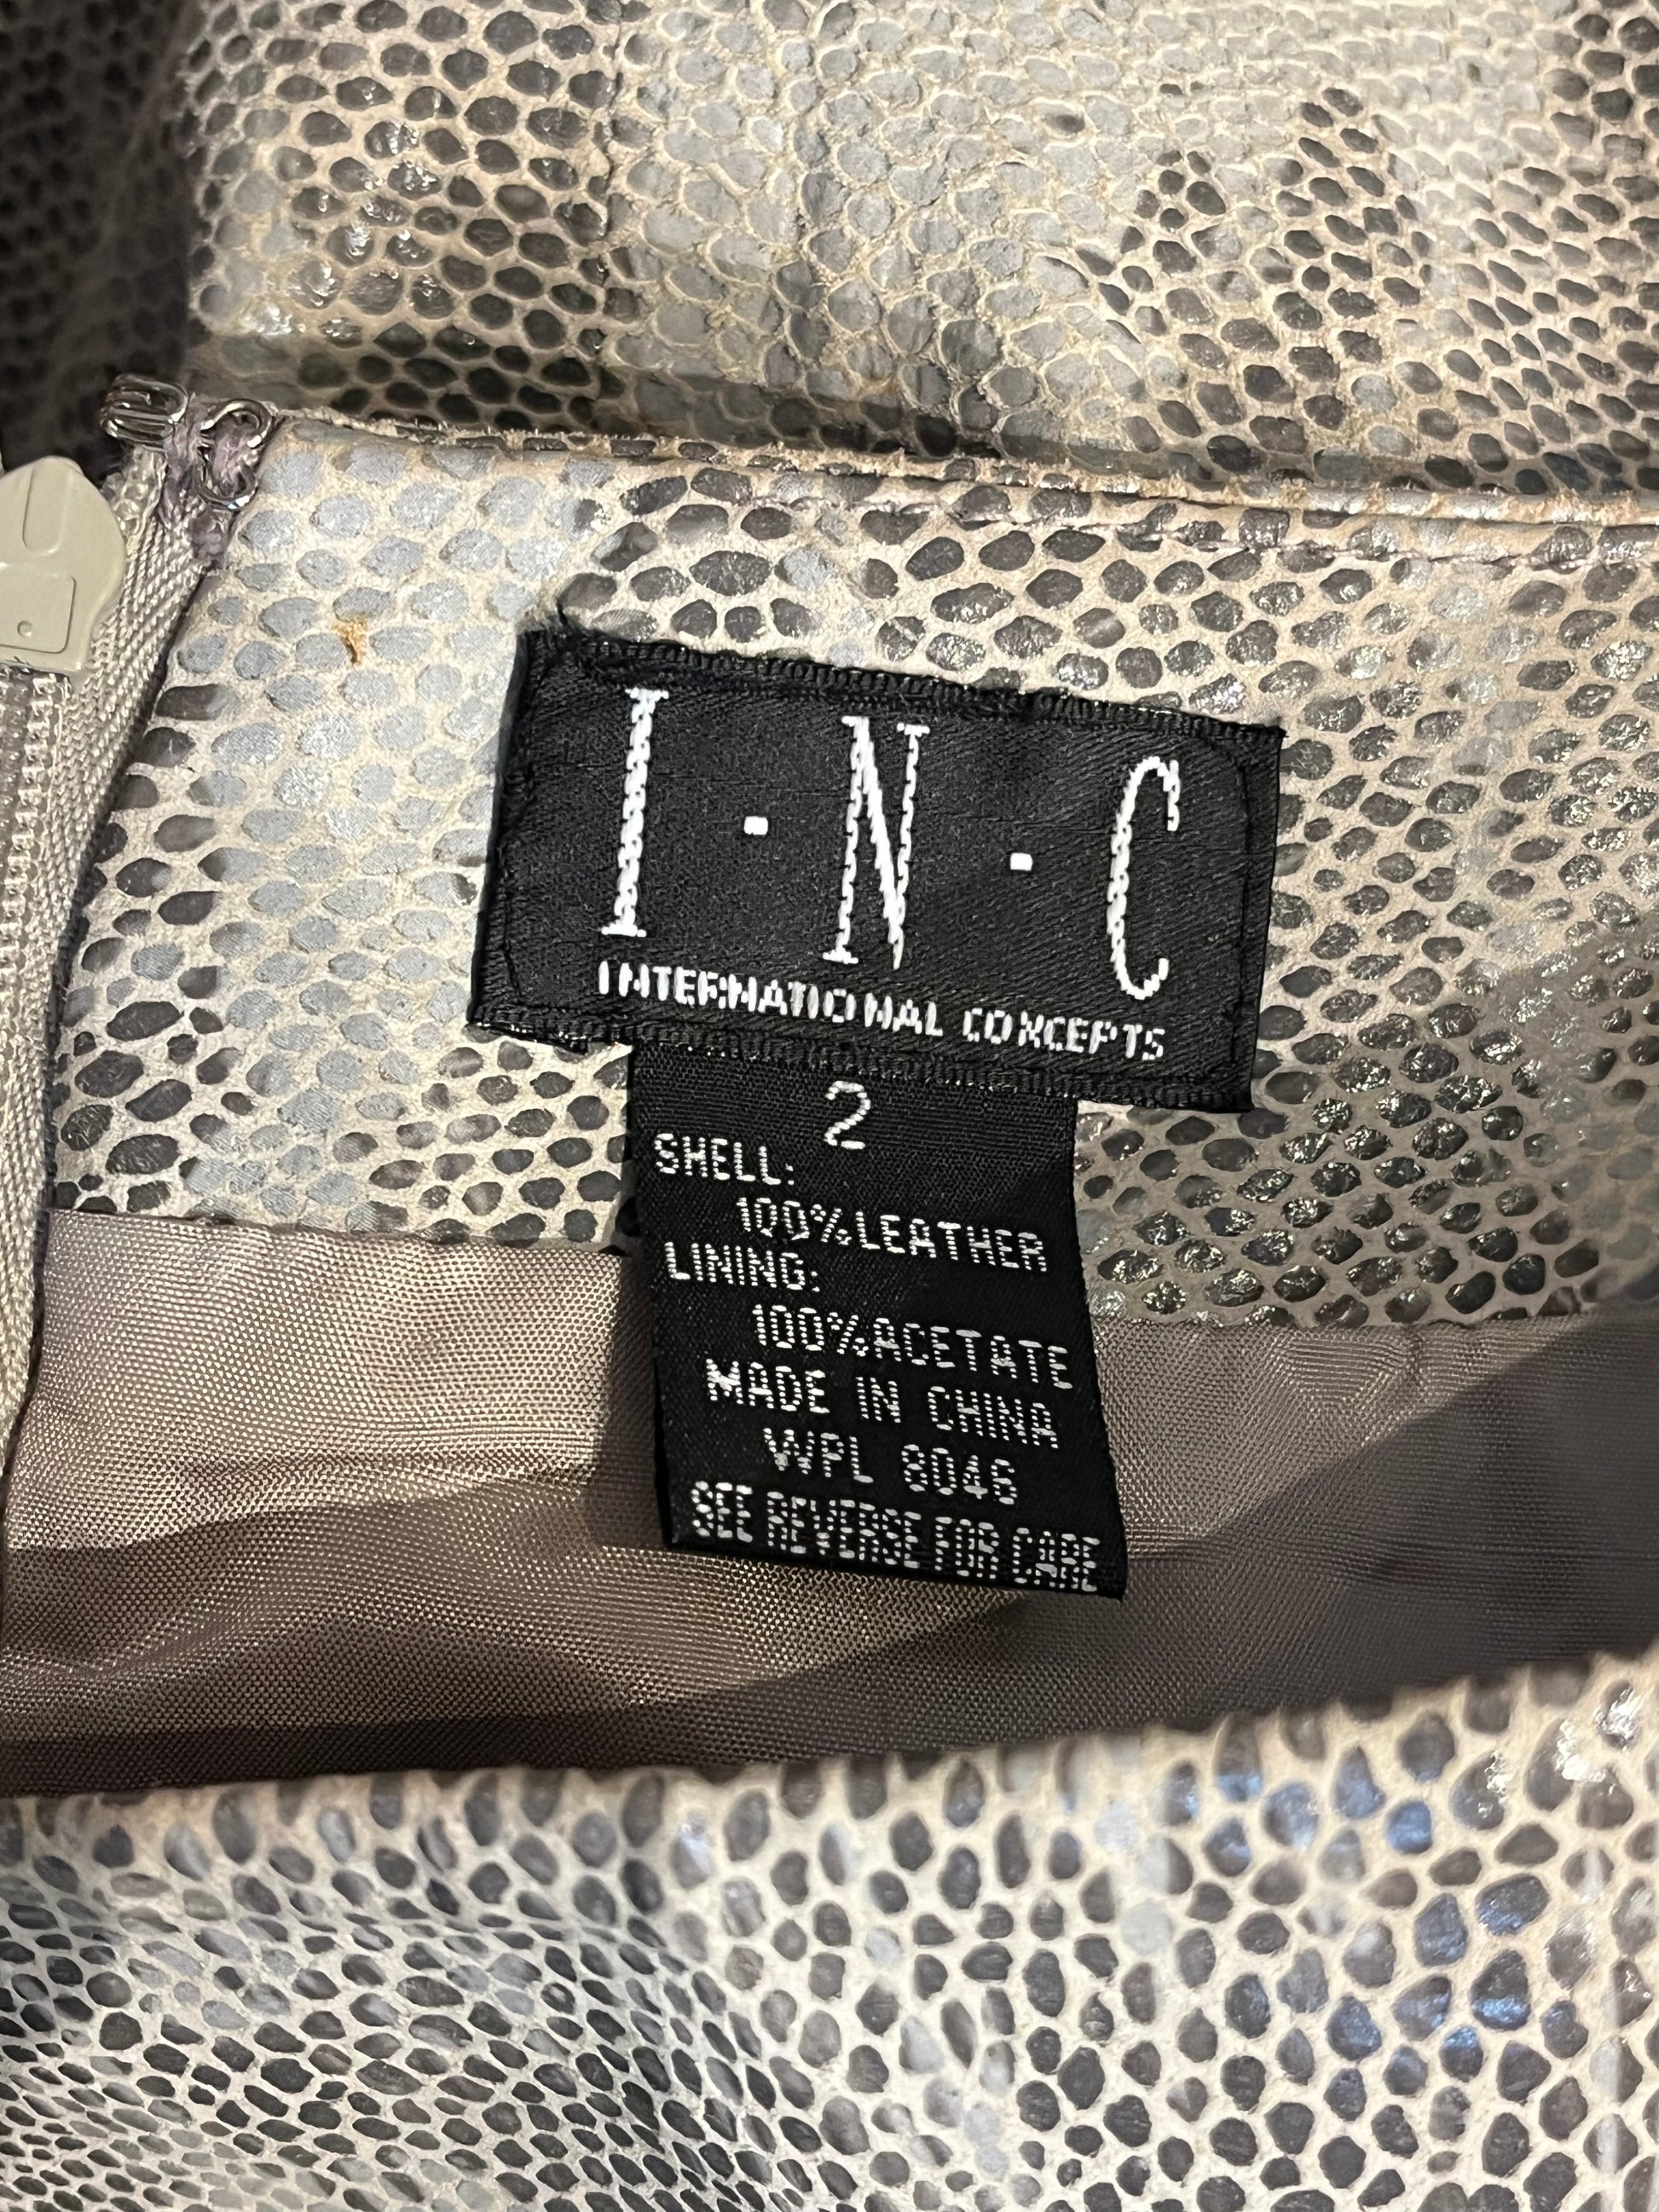 I·N·C
INTERNATIONAL CONCEPTS
2
SHELL:
100%LEATHER
LINING:
100%ACETATE
MADE IN CHINA
WPL 8046
SEE REVERSE FOR CARE